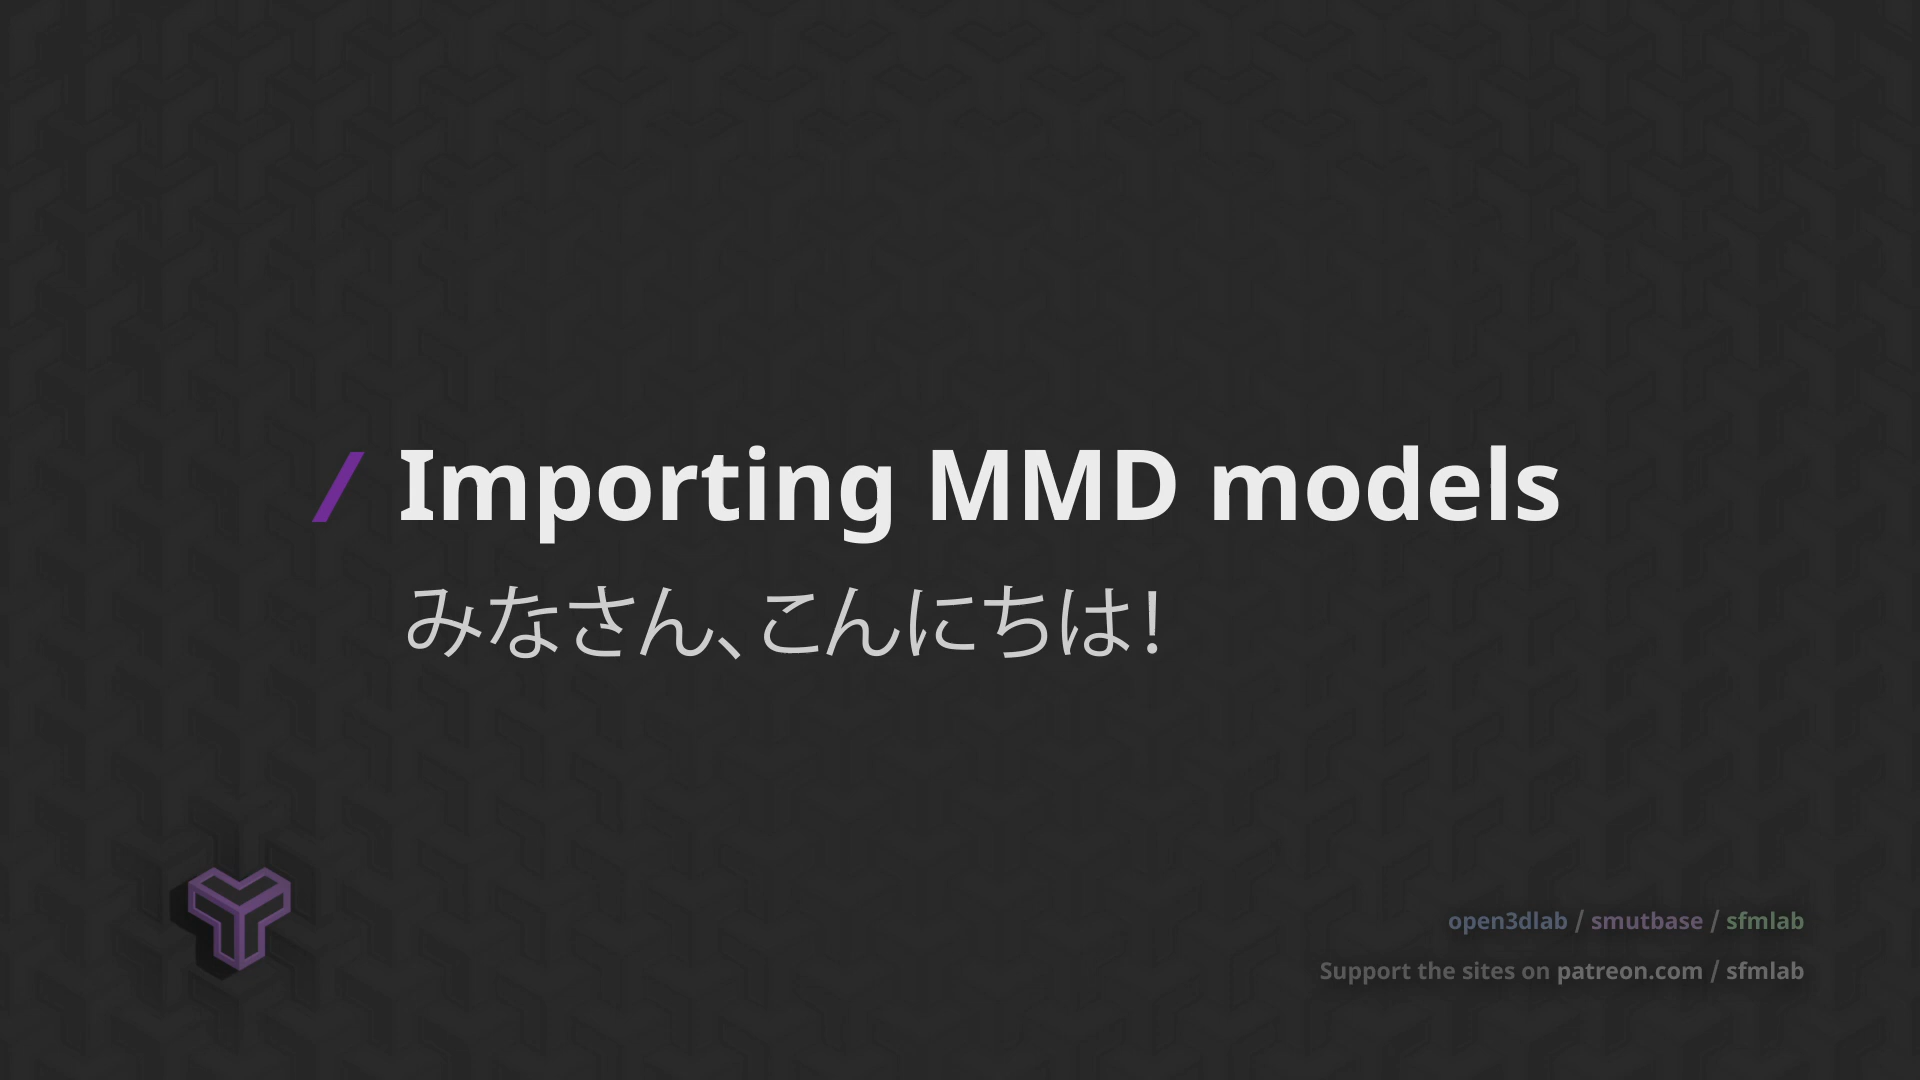 / Importing MMD models
みなさん、こんにちは!
open3dlab / smutbase / sfmlab
Support the sites on patreon.com / sfmlab